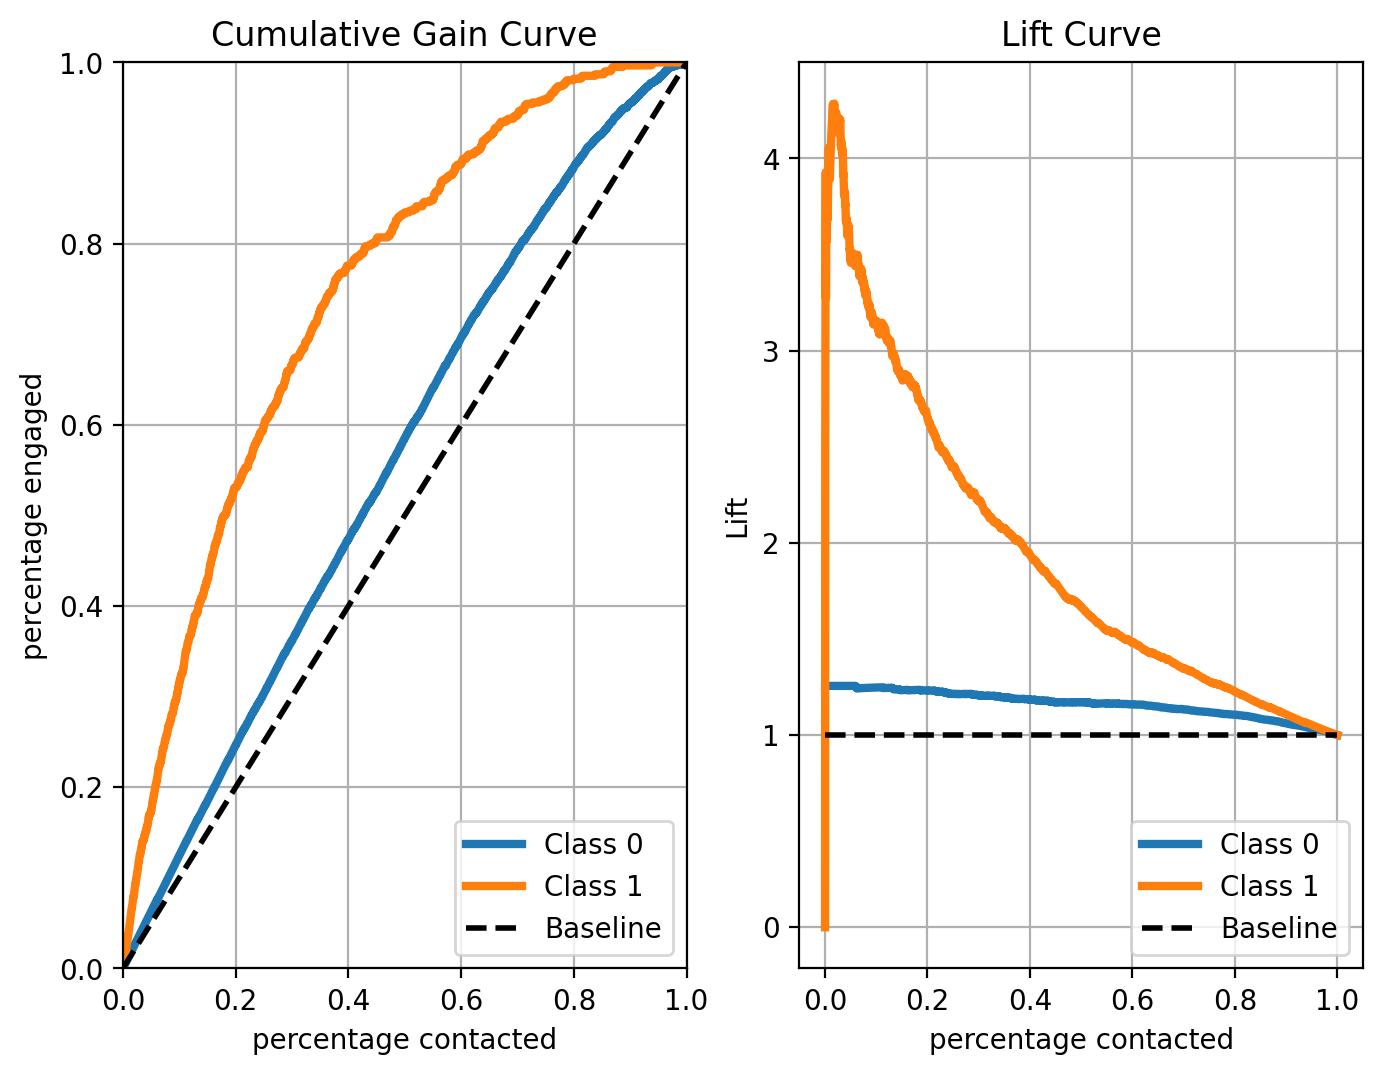 Cumulative Gain Curve
1.0
0.8
0.6
0.4
0.2
0.0
percentage engaged
0.0 0.2 0.4 0.6 0.8 1.0
percentage contacted
Class 0
Class 1
Baseline
Lift Curve
4
3
2
1
0
Lift
0.0 0.2 0.4 0.6 0.8 1.0
percentage contacted
Class 0
Class 1
Baseline